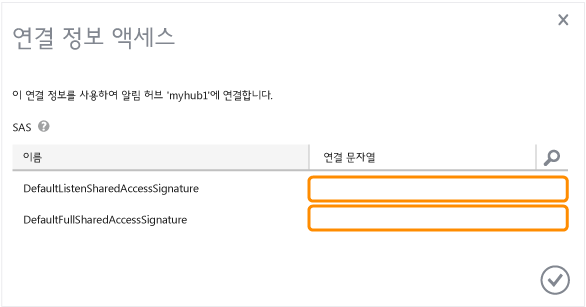 연결 정보 액세스
이 연결 정보를 사용하여 알림 허브 'myhub1'에 연결합니다.
SAS
이름 연결 문자열
DefaultListenSharedAccessSignature
DefaultFullSharedAccessSignature